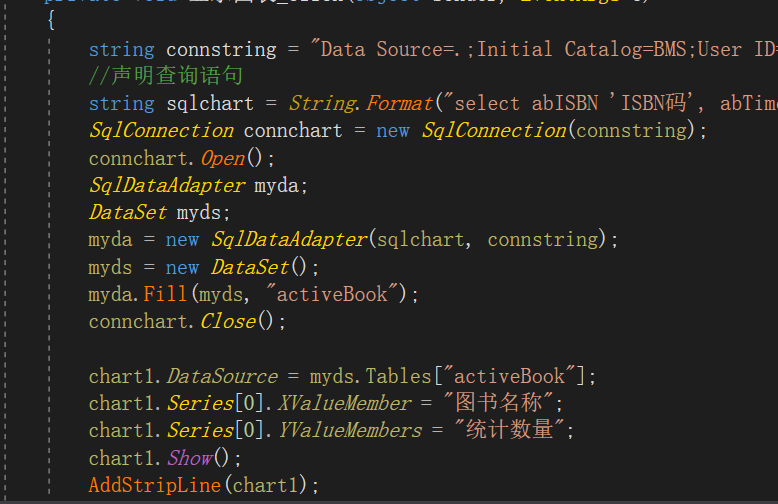 {
string connstring = "Data Source=.;Initial Catalog=BMS;User ID=
//声明查询语句
string sqlchart = String.Format("select abISBN 'ISBN码', abTim
SqlConnection connchart = new SqlConnection(connstring);
connchart.Open();
SqlDataAdapter myda;
DataSet myds;
myda = new SqlDataAdapter(sqlchart, connstring);
myds = new DataSet();
myda.Fill(myds, "activeBook");
connchart.Close();
chart1.DataSource = myds.Tables["activeBook"];
chart1.Series[0].XValueMember = "图书名称";
chart1.Series[0].YValueMembers = "统计数量";
chart1.Show();
AddStripLine(chart1);